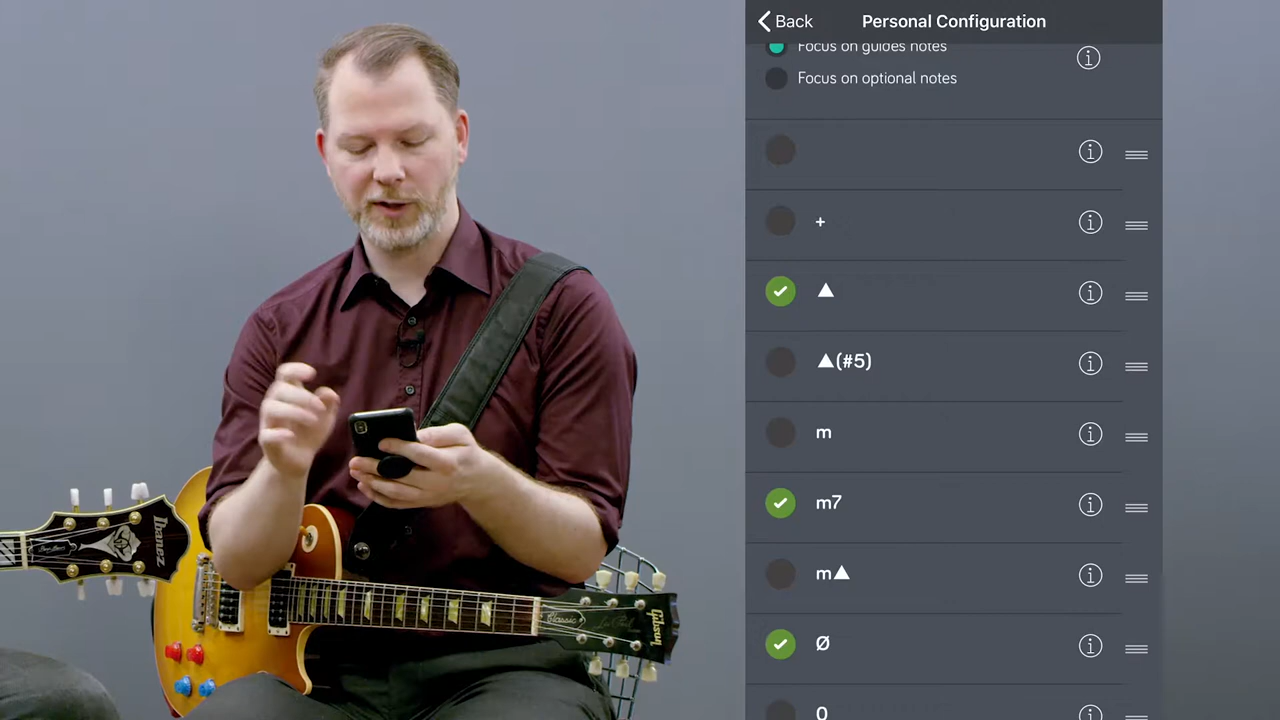 Back Personal Configuration
Focus on guides notes
Focus on optional notes
+
▲
▲(#5)
m
m7
m▲
Ø
O
Ibanez
Classic
Gibson